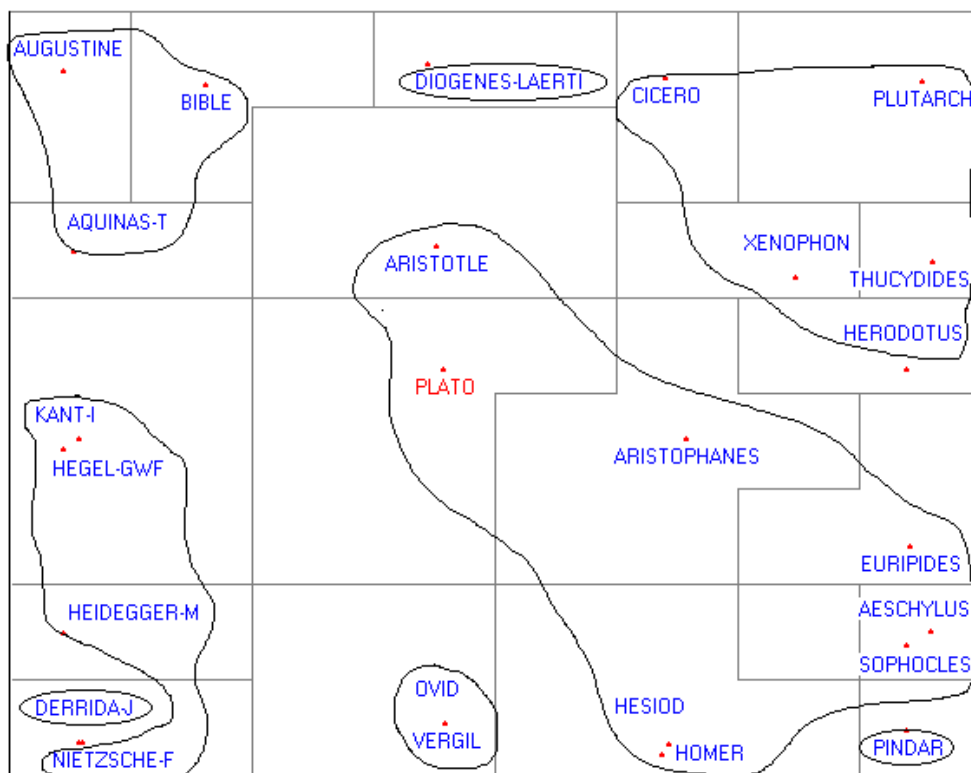 AUGUSTINE
BIBLE
DIOGENES-LAERTI
CICERO
PLUTARCH
AQUINAS-T
ARISTOTLE
XENOPHON
THUCYDIDES
HERODOTUS
PLATO
KANT-I
HEGEL-GWF
ARISTOPHANES
EURIPIDES
HEIDEGGER-M
AESCHYLUS
SOPHOCLES
DERRIDA-J
OVID
HESIOD
VERGIL
HOMER
PINDAR
NIETZSCHE-F